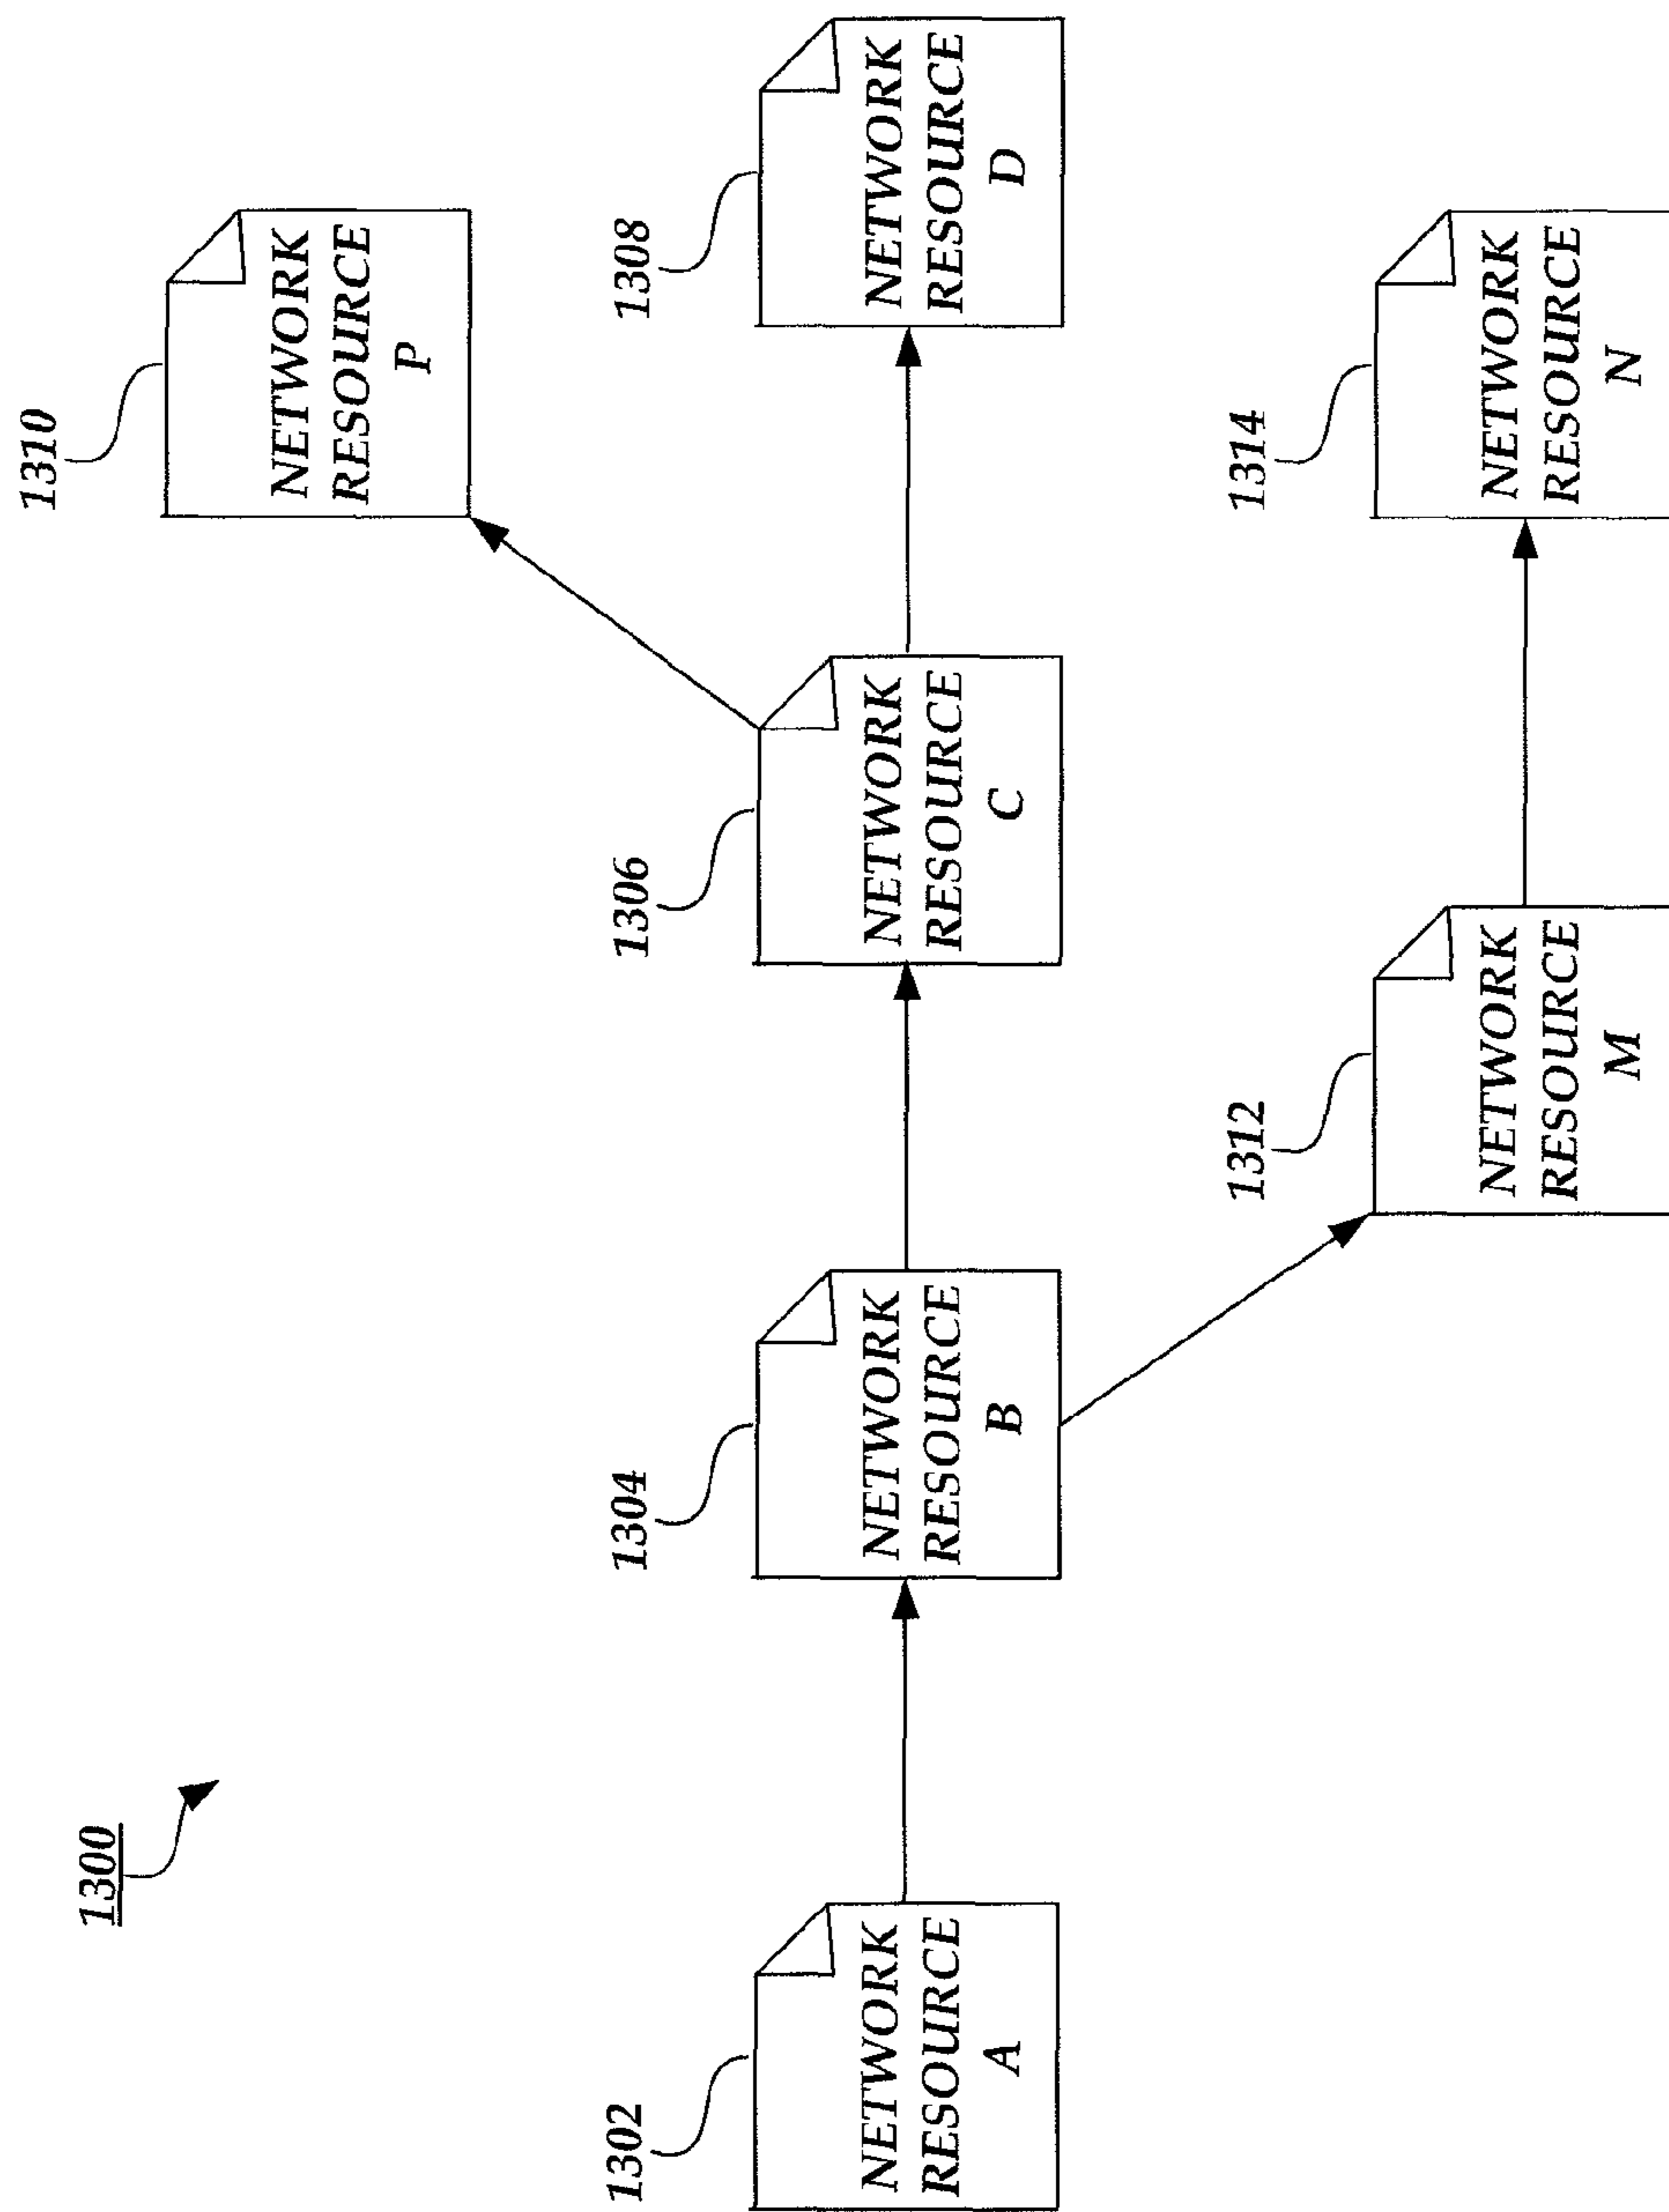 1300
1310
NETWORK
RESOURCE
P
1302
NETWORK
RESOURCE
A
1304
NETWORK
RESOURCE
B
1306
NETWORK
RESOURCE
C
1308
NETWORK
RESOURCE
D
1312
NETWORK
RESOURCE
M
1314
NETWORK
RESOURCE
N